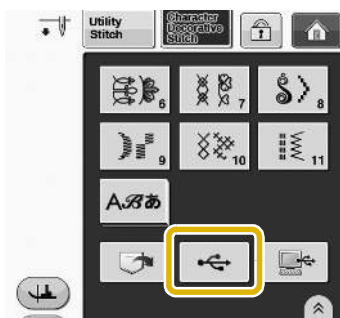 Utility
Stitch
Character
Decorative
Stitch
6
7
8
9
10
11
ABあ